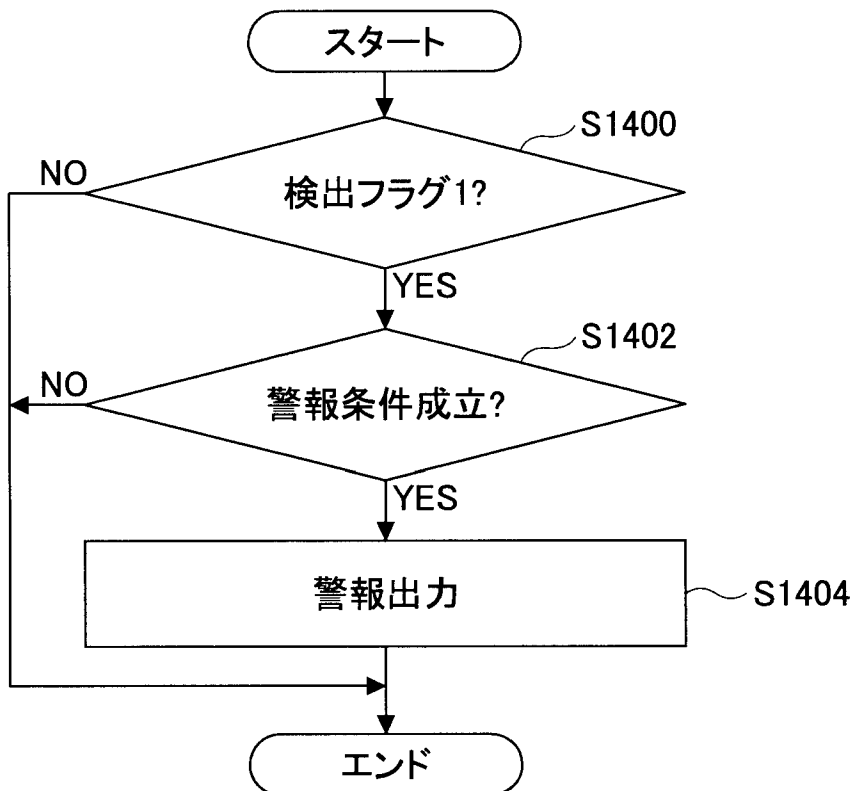 スタート
S1400
NO
検出フラグ1?
YES
S1402
NO
警報条件成立?
YES
警報出力
S1404
エンド